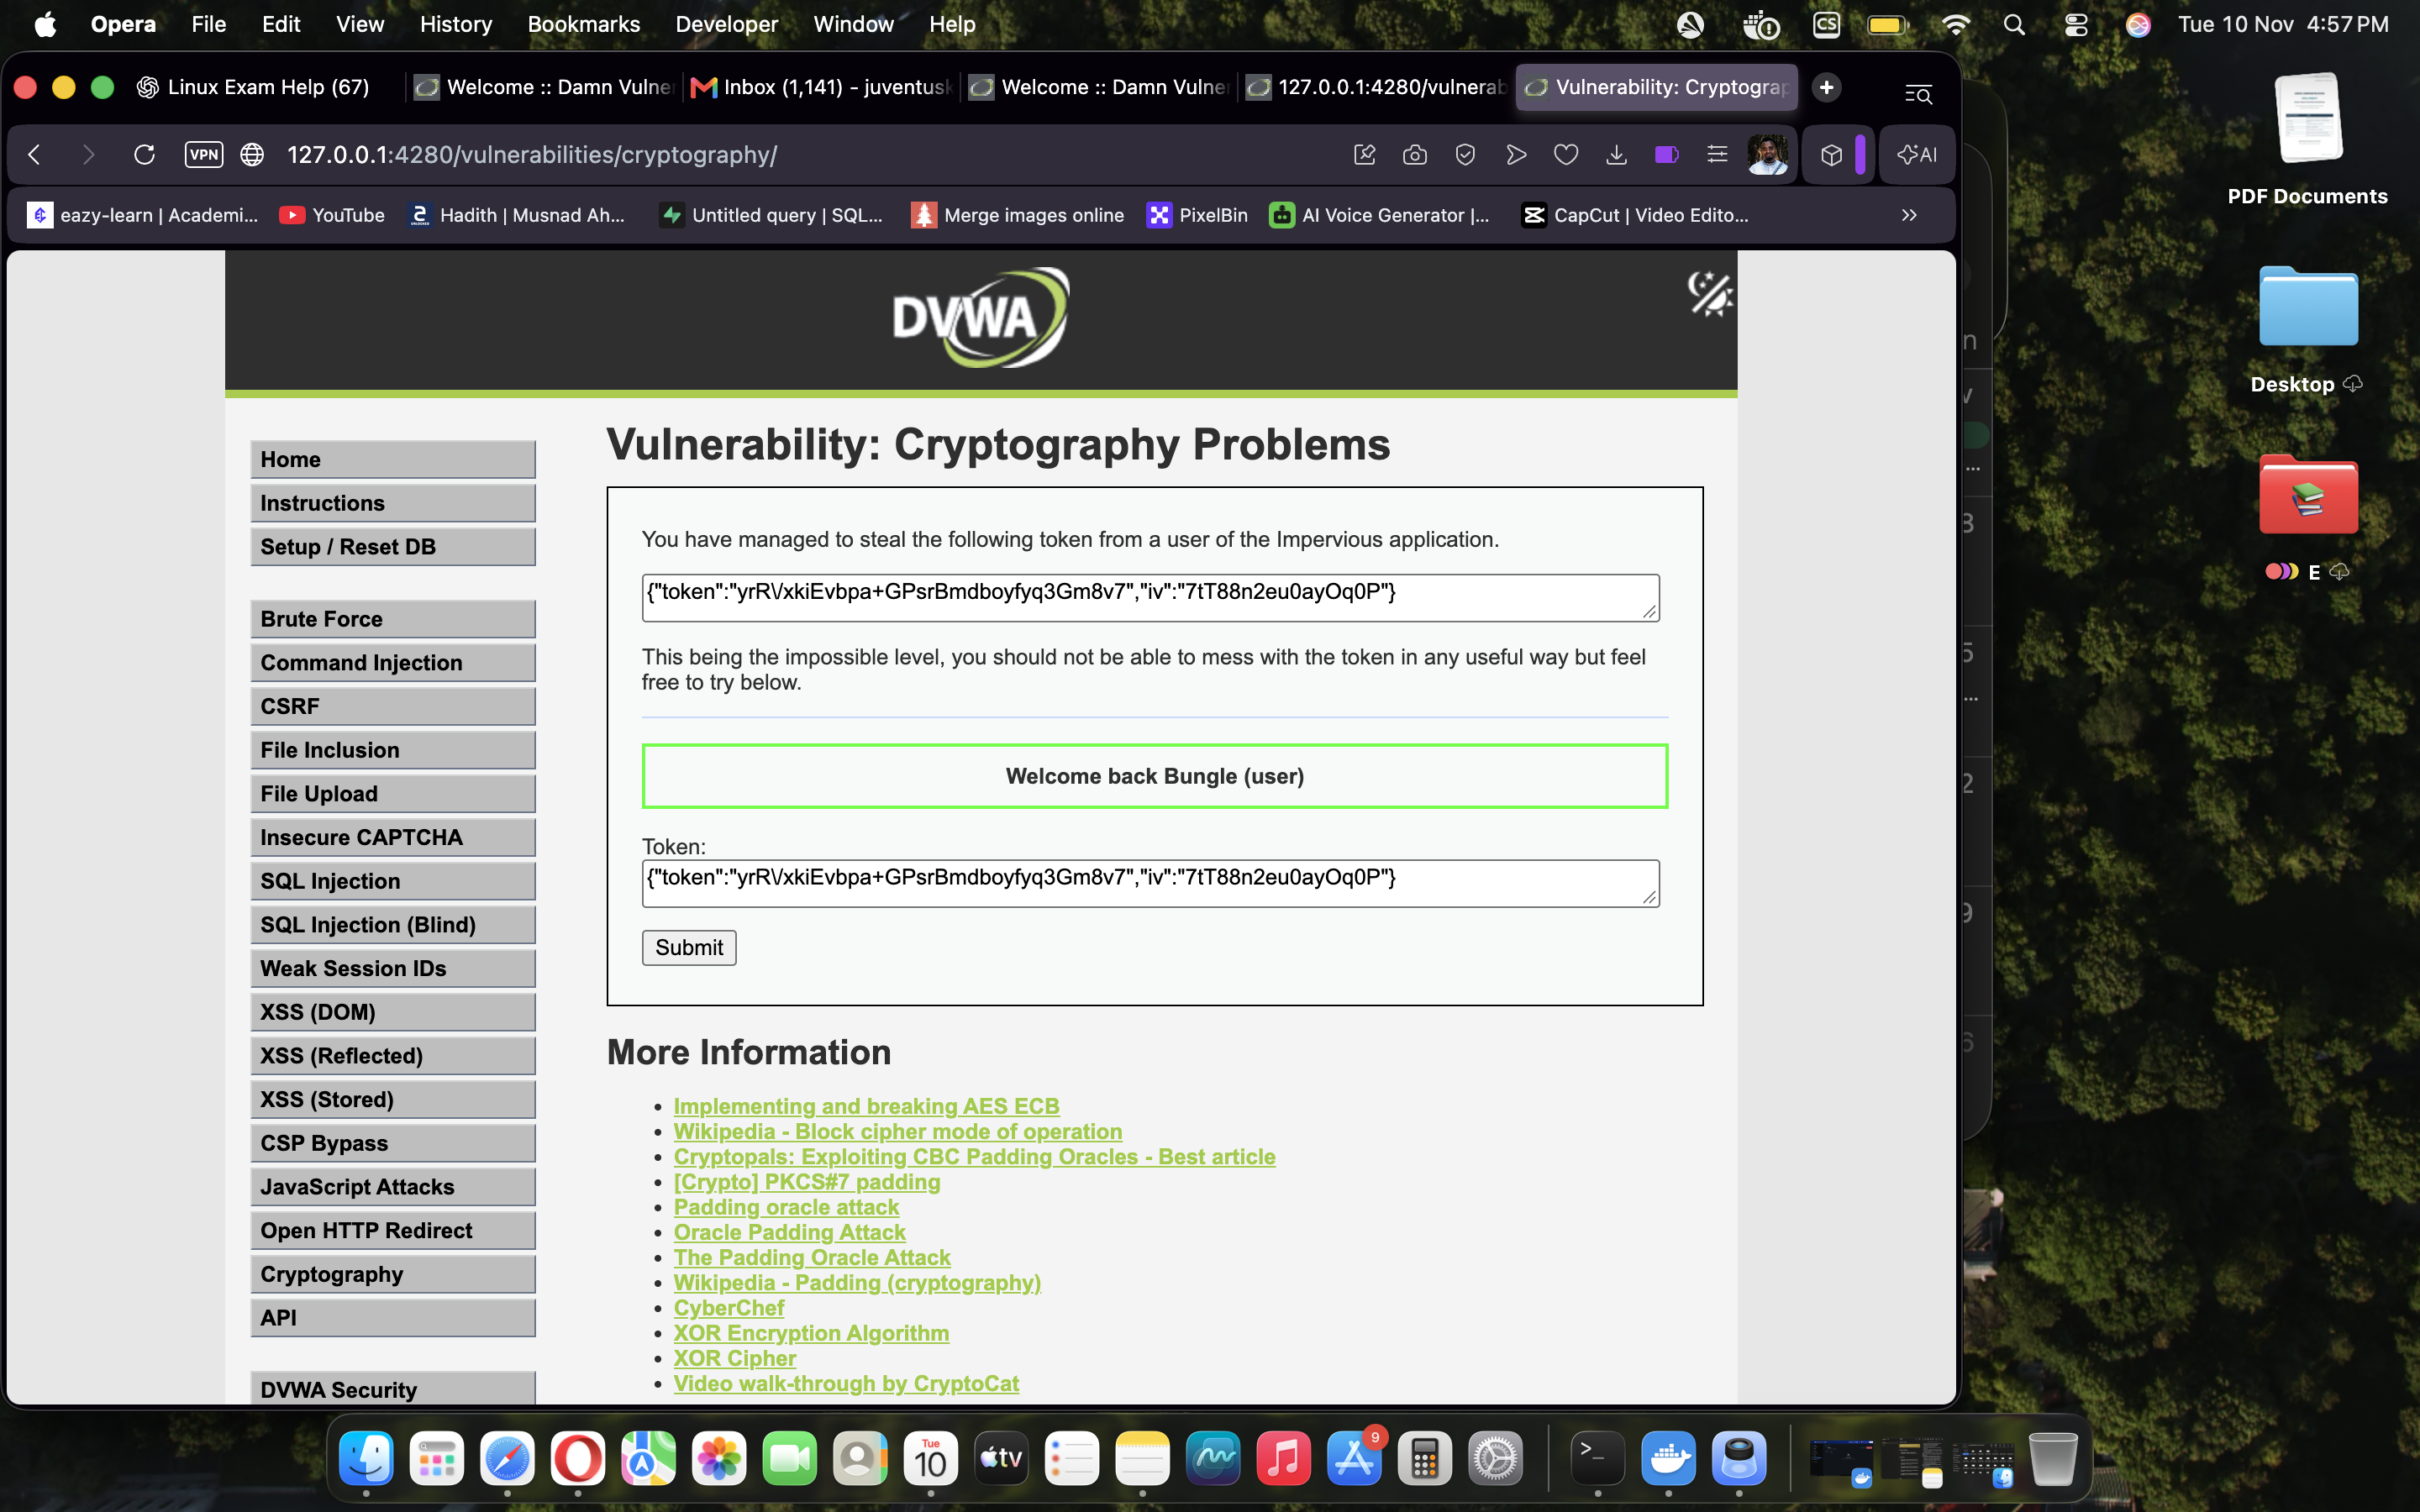 Opera File Edit View History Bookmarks Developer Window Help CS Tue 10 Nov 4:57 PM
Linux Exam Help (67) Welcome :: Damn Vulne Inbox (1,141) - juventusk Welcome :: Damn Vulne 127.0.0.1:4280/vulnerab Vulnerability: Cryptograp
VPN 127.0.0.1:4280/vulnerabilities/cryptography/ AI
eazy-learn | Academi... YouTube Hadith | Musnad Ah... Untitled query | SQL... Merge images online PixelBin AI Voice Generator |... CapCut | Video Edito... »
PDF Documents
Desktop
E
DVWA
Vulnerability: Cryptography Problems
Home
Instructions
Setup / Reset DB
Brute Force
Command Injection
CSRF
File Inclusion
File Upload
Insecure CAPTCHA
SQL Injection
SQL Injection (Blind)
Weak Session IDs
XSS (DOM)
XSS (Reflected)
XSS (Stored)
CSP Bypass
JavaScript Attacks
Open HTTP Redirect
Cryptography
API
DVWA Security
You have managed to steal the following token from a user of the Impervious application.
{"token":"yrR\/xkiEvbpa+GPsrBmdboyfyq3Gm8v7","iv":"7tT88n2eu0ayOq0P"}
This being the impossible level, you should not be able to mess with the token in any useful way but feel
free to try below.
Welcome back Bungle (user)
Token:
{"token":"yrR\/xkiEvbpa+GPsrBmdboyfyq3Gm8v7","iv":"7tT88n2eu0ayOq0P"}
Submit
More Information
Implementing and breaking AES ECB
Wikipedia - Block cipher mode of operation
Cryptopals: Exploiting CBC Padding Oracles - Best article
[Crypto] PKCS#7 padding
Padding oracle attack
Oracle Padding Attack
The Padding Oracle Attack
Wikipedia - Padding (cryptography)
CyberChef
XOR Encryption Algorithm
XOR Cipher
Video walk-through by CryptoCat
Tue
10
tv
9